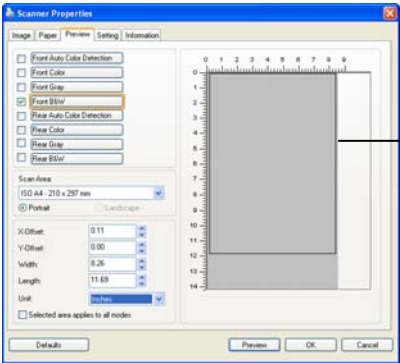 Scanner Properties
Image Paper Preview Setting Information
Front Auto Color Detection
Front Color
Front Gray
Front B&W
Rear Auto Color Detection
Rear Color
Rear Gray
Rear B&W
Scan Area:
ISO A4 - 210 x 297 mm
Portrait Landscape
X-Offset: 0.11
Y-Offset: 0.00
Width: 8.26
Length: 11.69
Unit: Inches
Selected area applies to all modes
0 1 2 3 4 5 6 7 8 9
0
1
2
3
4
5
6
7
8
9
10
11
12
13
14
Defaults Preview OK Cancel